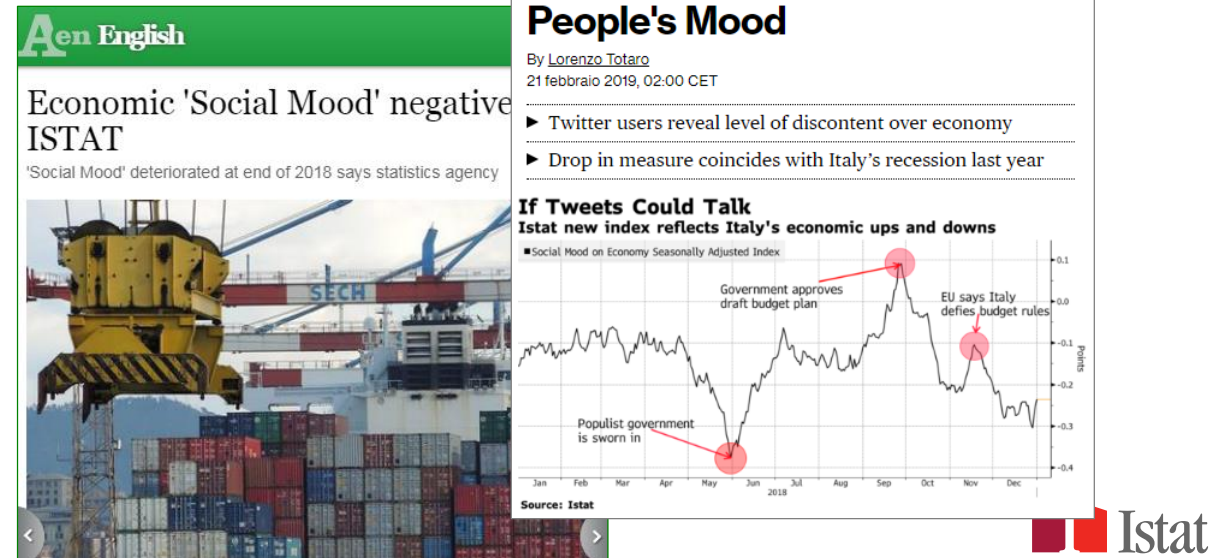 Aen English
Economic 'Social Mood' negative
ISTAT
'Social Mood' deteriorated at end of 2018 says statistics agency
SECH
People's Mood
By Lorenzo Totaro
21 febbraio 2019, 02:00 CET
► Twitter users reveal level of discontent over economy
► Drop in measure coincides with Italy's recession last year
If Tweets Could Talk
Istat new index reflects Italy's economic ups and downs
■Social Mood on Economy Seasonally Adjusted Index
Government approves
draft budget plan
EU says Italy
defies budget rules
Populist government
is sworn in
0.1
0.0
-0.1
-0.2
-0.3
-0.4
Points
Jan Feb Mar Apr May Jun Jul Aug Sep Oct Nov Dec
2018
Source: Istat
Istat